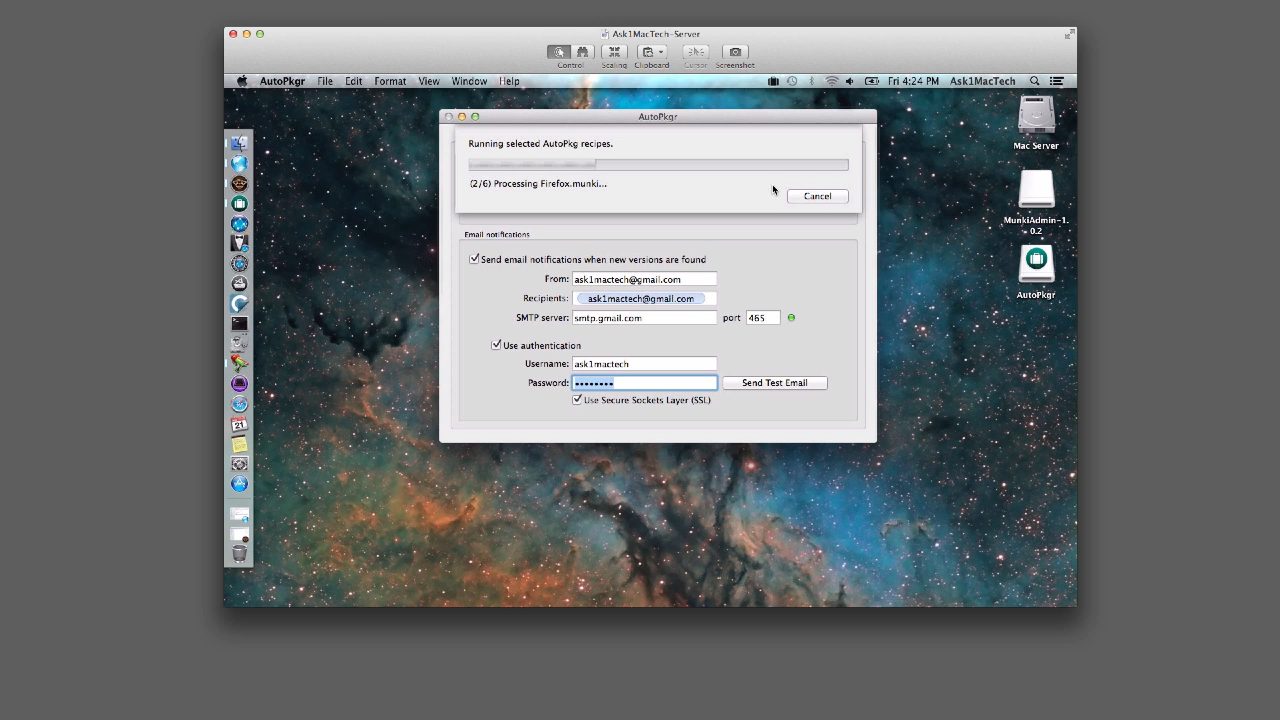 Ask1MacTech-Server
Control Scaling Clipboard Cursor Screenshot
AutoPkgr File Edit Format View Window Help Fri 4:24 PM Ask1MacTech
AutoPkgr
Running selected AutoPkg recipes.
(2/6) Processing Firefox.munki...
Cancel
Email notifications
Send email notifications when new versions are found
From: ask1mactech@gmail.com
Recipients: ask1mactech@gmail.com
SMTP server: smtp.gmail.com port 465
Use authentication
Username: ask1mactech
Password: ••••••••
Send Test Email
Use Secure Sockets Layer (SSL)
Mac Server
MunkiAdmin-1.
0.2
AutoPkgr
21